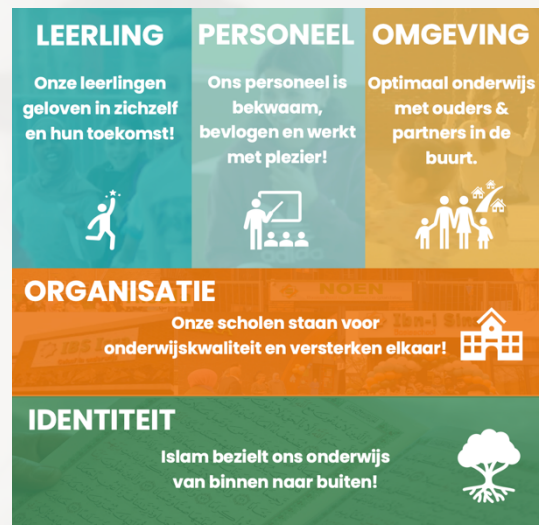 LEERLING
Onze leerlingen
geloven in zichzelf
en hun toekomst!
PERSONEEL
Ons personeel is
bekwaam,
bevlogen en werkt
met plezier!
OMGEVING
Optimaal onderwijs
met ouders &
partners in de
buurt.
ORGANISATIE
NOEN
Onze scholen staan voor
onderwijskwaliteit en versterken elkaar!
IDENTITEIT
Islam bezielt ons onderwijs
van binnen naar buiten!